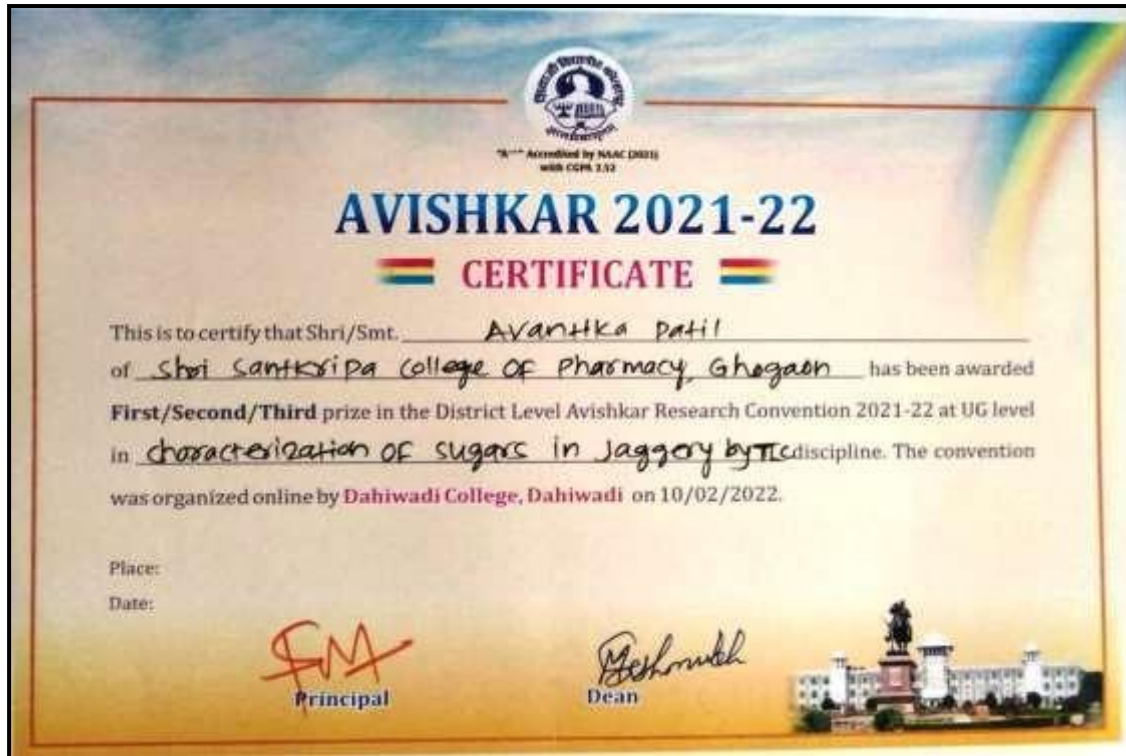 शिवाजी विद्यापीठ कोल्हापूर
Accredited by NAAC (2021)
with CGPA 3.52
AVISHKAR 2021-22
CERTIFICATE
This is to certify that Shri/Smt. Avantika Patil
of Shri Santkripa College OF Pharmacy, Ghogaon has been awarded
First/Second/Third prize in the District Level Avishkar Research Convention 2021-22 at UG level
in characterization OF sugars in Jaggery by TLC discipline. The convention
was organized online by Dahiwadi College, Dahiwadi on 10/02/2022.
Place:
Date:
Principal
Dean